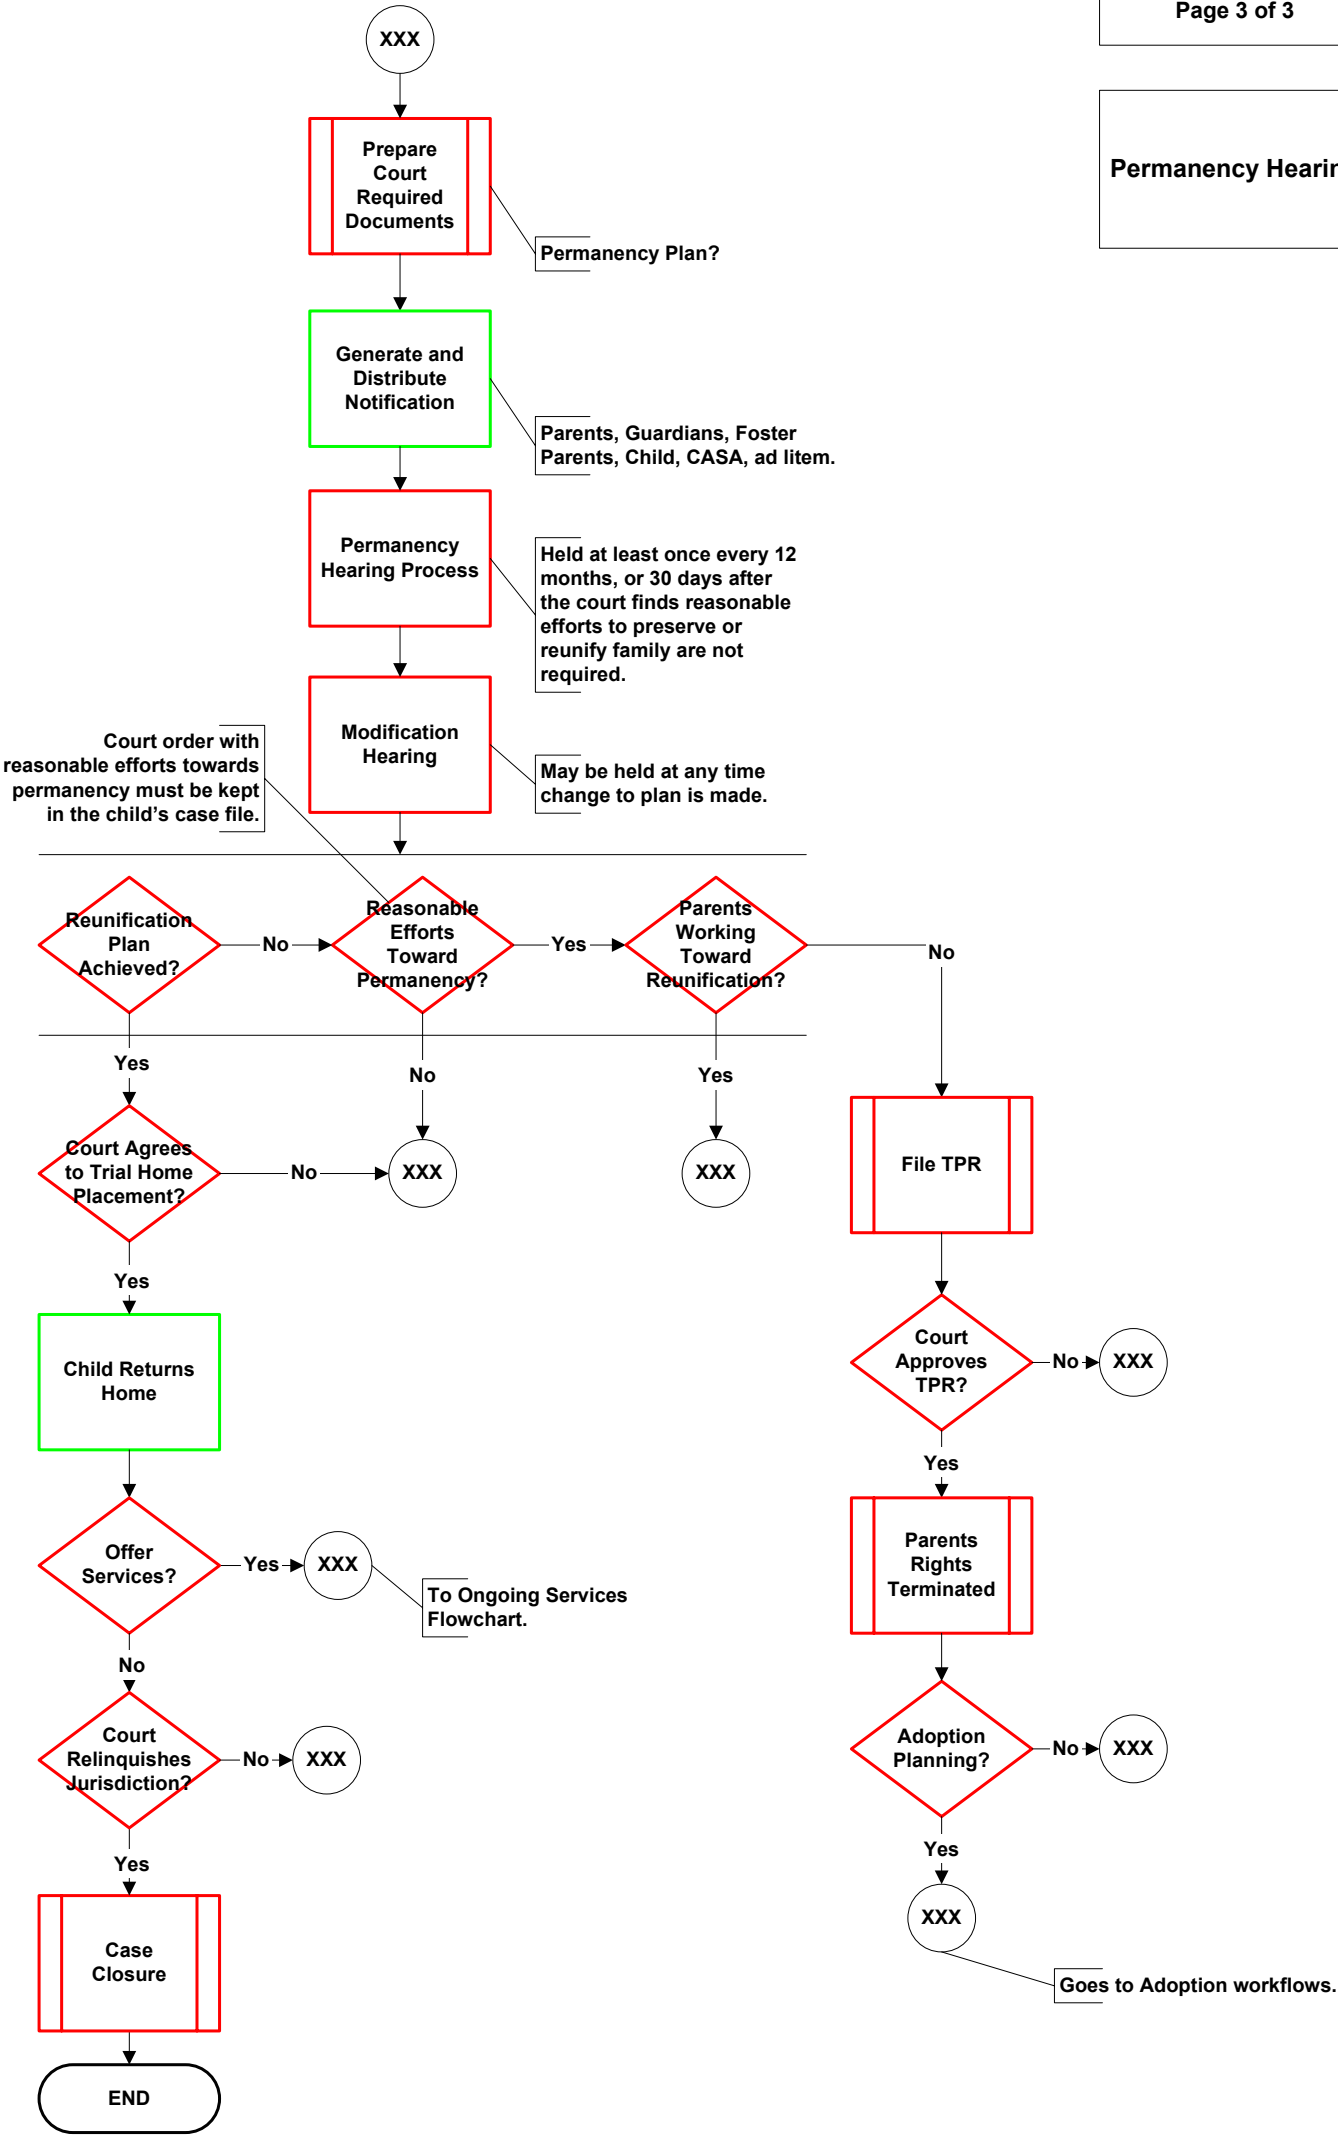 Page 3 of 3
XXX
Prepare
Court
Required
Documents
Permanency Hearin
Permanency Plan?
Generate and
Distribute
Notification
Parents, Guardians, Foster
Parents, Child, CASA, ad litem.
Permanency
Hearing Process
Held at least once every 12
months, or 30 days after
the court finds reasonable
efforts to preserve or
reunify family are not
required.
Modification
Hearing
May be held at any time
change to plan is made.
Court order with
reasonable efforts towards
permanency must be kept
in the child's case file.
Reunification
Plan
Achieved?
No
Reasonable
Efforts
Toward
Permanency?
Yes
Parents
Working
Toward
Reunification?
No
Yes
No
Yes
Court Agrees
to Trial Home
Placement?
No
XXX
XXX
File TPR
Yes
Child Returns
Home
Court
Approves
TPR?
No
XXX
Yes
Offer
Services?
Yes
XXX
To Ongoing Services
Flowchart.
Parents
Rights
Terminated
No
Court
Relinquishes
Jurisdiction?
No
XXX
Adoption
Planning?
No
XXX
Yes
Yes
XXX
Case
Closure
Goes to Adoption workflows.
END